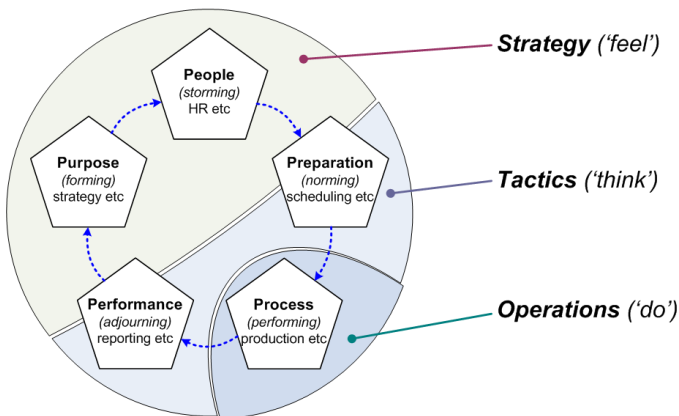 People
(storming)
HR etc
Strategy (‘feel’)
Purpose
(forming)
strategy etc
Preparation
(norming)
scheduling etc
Tactics (‘think’)
Performance
(adjourning)
reporting etc
Process
(performing)
production etc
Operations (‘do’)